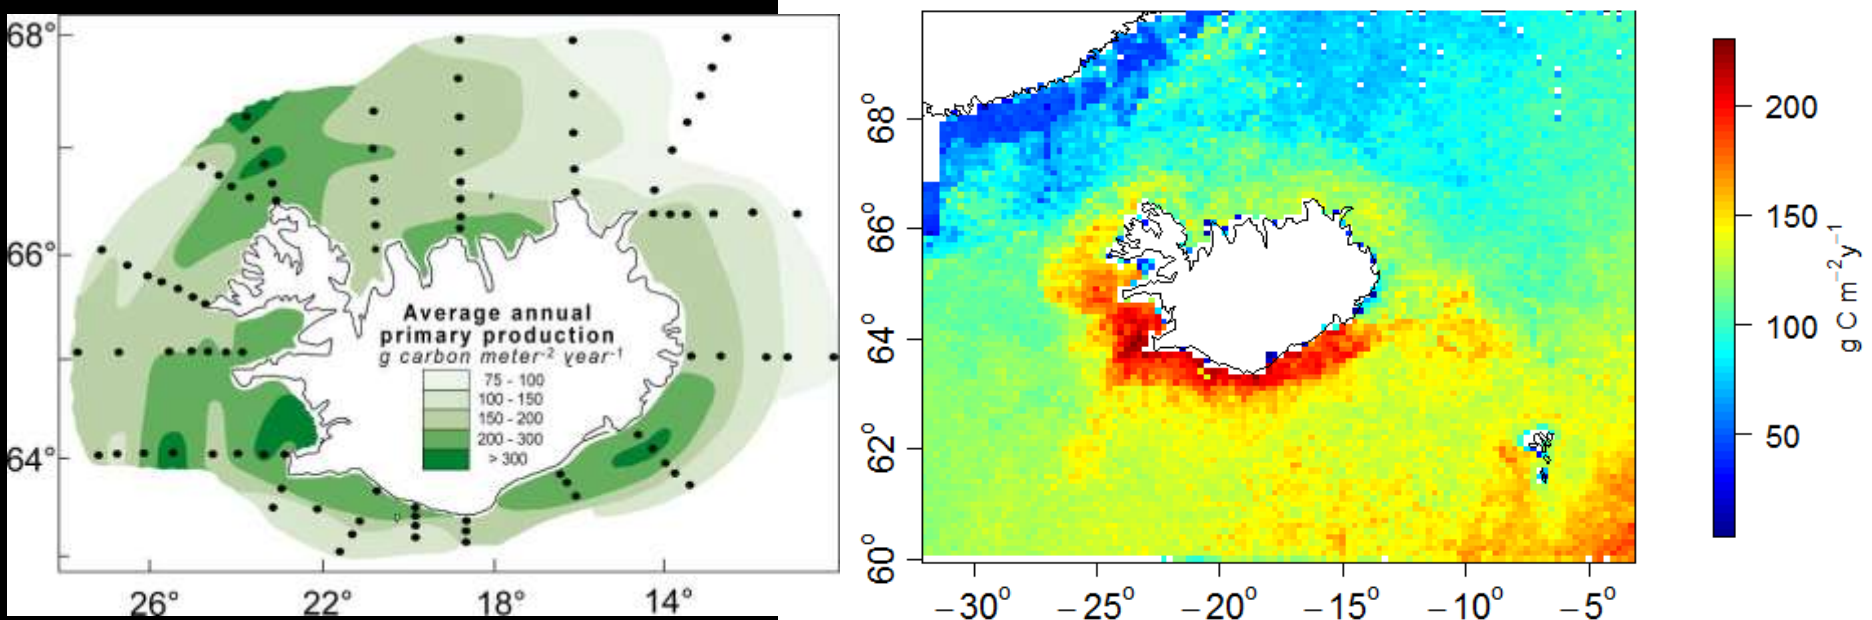 68°
66°
64°
26°
22°
18°
14°
Average annual
primary production
g carbon meter⁻² year⁻¹
75 - 100
100 - 150
150 - 200
200 - 300
> 300
68°
66°
64°
62°
60°
−30°
−25°
−20°
−15°
−10°
−5°
200
150
100
50
g C m⁻² y⁻¹